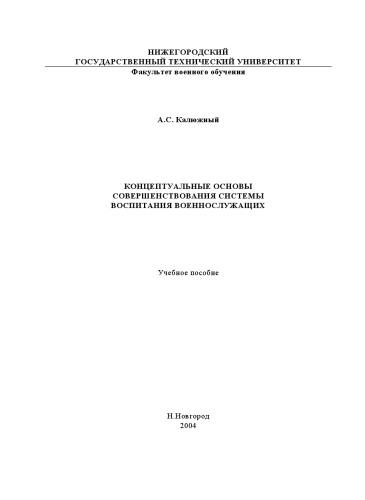 НИЖЕГОРОДСКИЙ
ГОСУДАРСТВЕННЫЙ ТЕХНИЧЕСКИЙ УНИВЕРСИТЕТ
Факультет военного обучения
А.С. Калюжный
КОНЦЕПТУАЛЬНЫЕ ОСНОВЫ
СОВЕРШЕНСТВОВАНИЯ СИСТЕМЫ
ВОСПИТАНИЯ ВОЕННОСЛУЖАЩИХ
Учебное пособие
Н.Новгород
2004